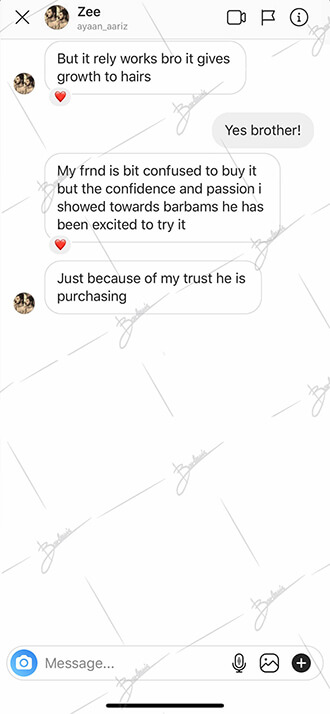 Zee
ayaan_aariz
But it rely works bro it gives
growth to hairs
Yes brother!
My frnd is bit confused to buy it
but the confidence and passion i
showed towards barbams he has
been excited to try it
Just because of my trust he is
purchasing
Message...